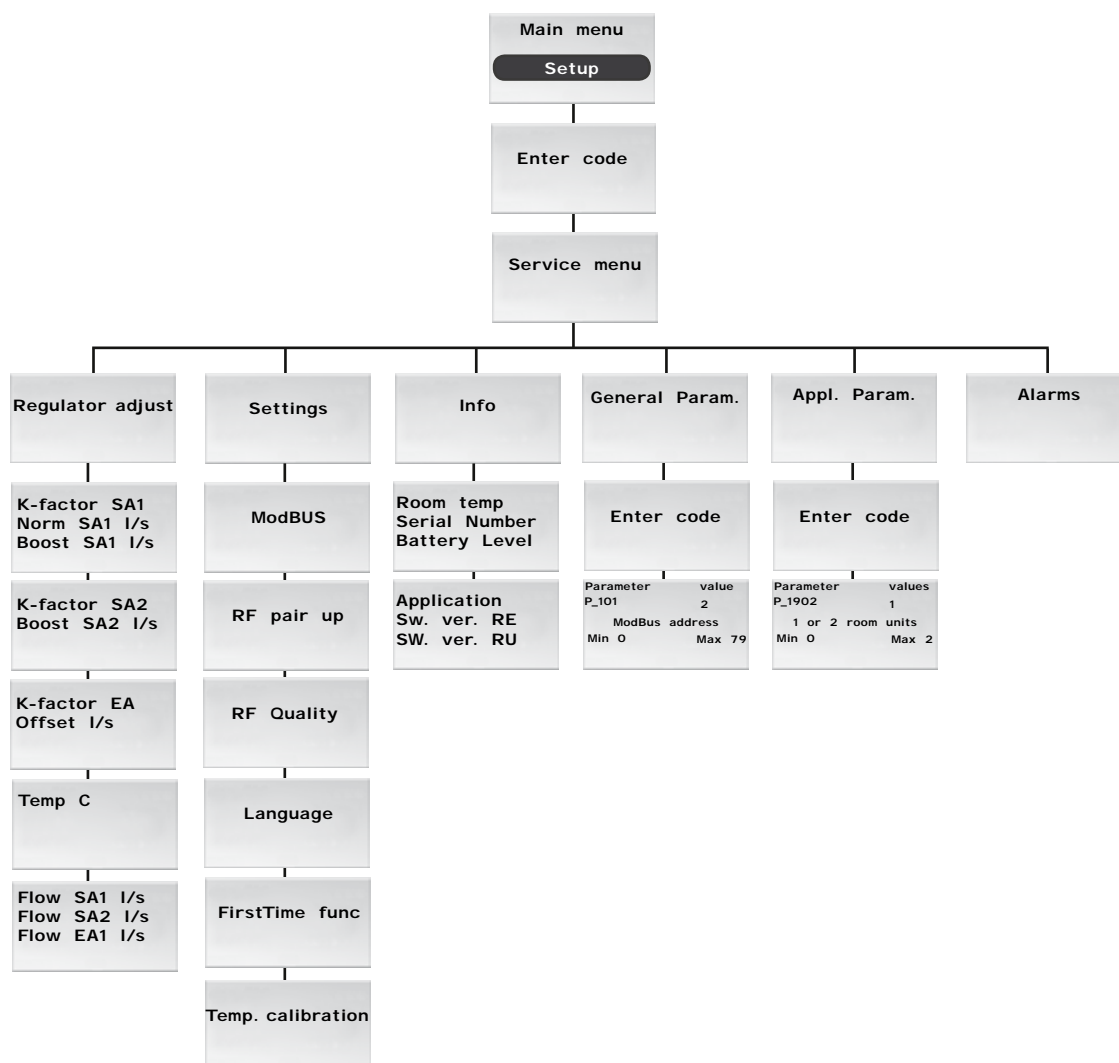 Main menu
Setup
Enter code
Service menu
Regulator adjust
Settings
Info
General Param.
Appl. Param.
Alarms
K-factor SA1
Norm SA1 l/s
Boost SA1 l/s
K-factor SA2
Boost SA2 l/s
K-factor EA
Offset l/s
Temp C
Flow SA1 l/s
Flow SA2 l/s
Flow EA1 l/s
ModBUS
RF pair up
RF Quality
Language
FirstTime func
Temp. calibration
Room temp
Serial Number
Battery Level
Application
Sw. ver. RE
SW. ver. RU
Enter code
Parameter value
P_101 2
ModBus address
Min 0 Max 79
Enter code
Parameter values
P_1902 1
1 or 2 room units
Min 0 Max 2